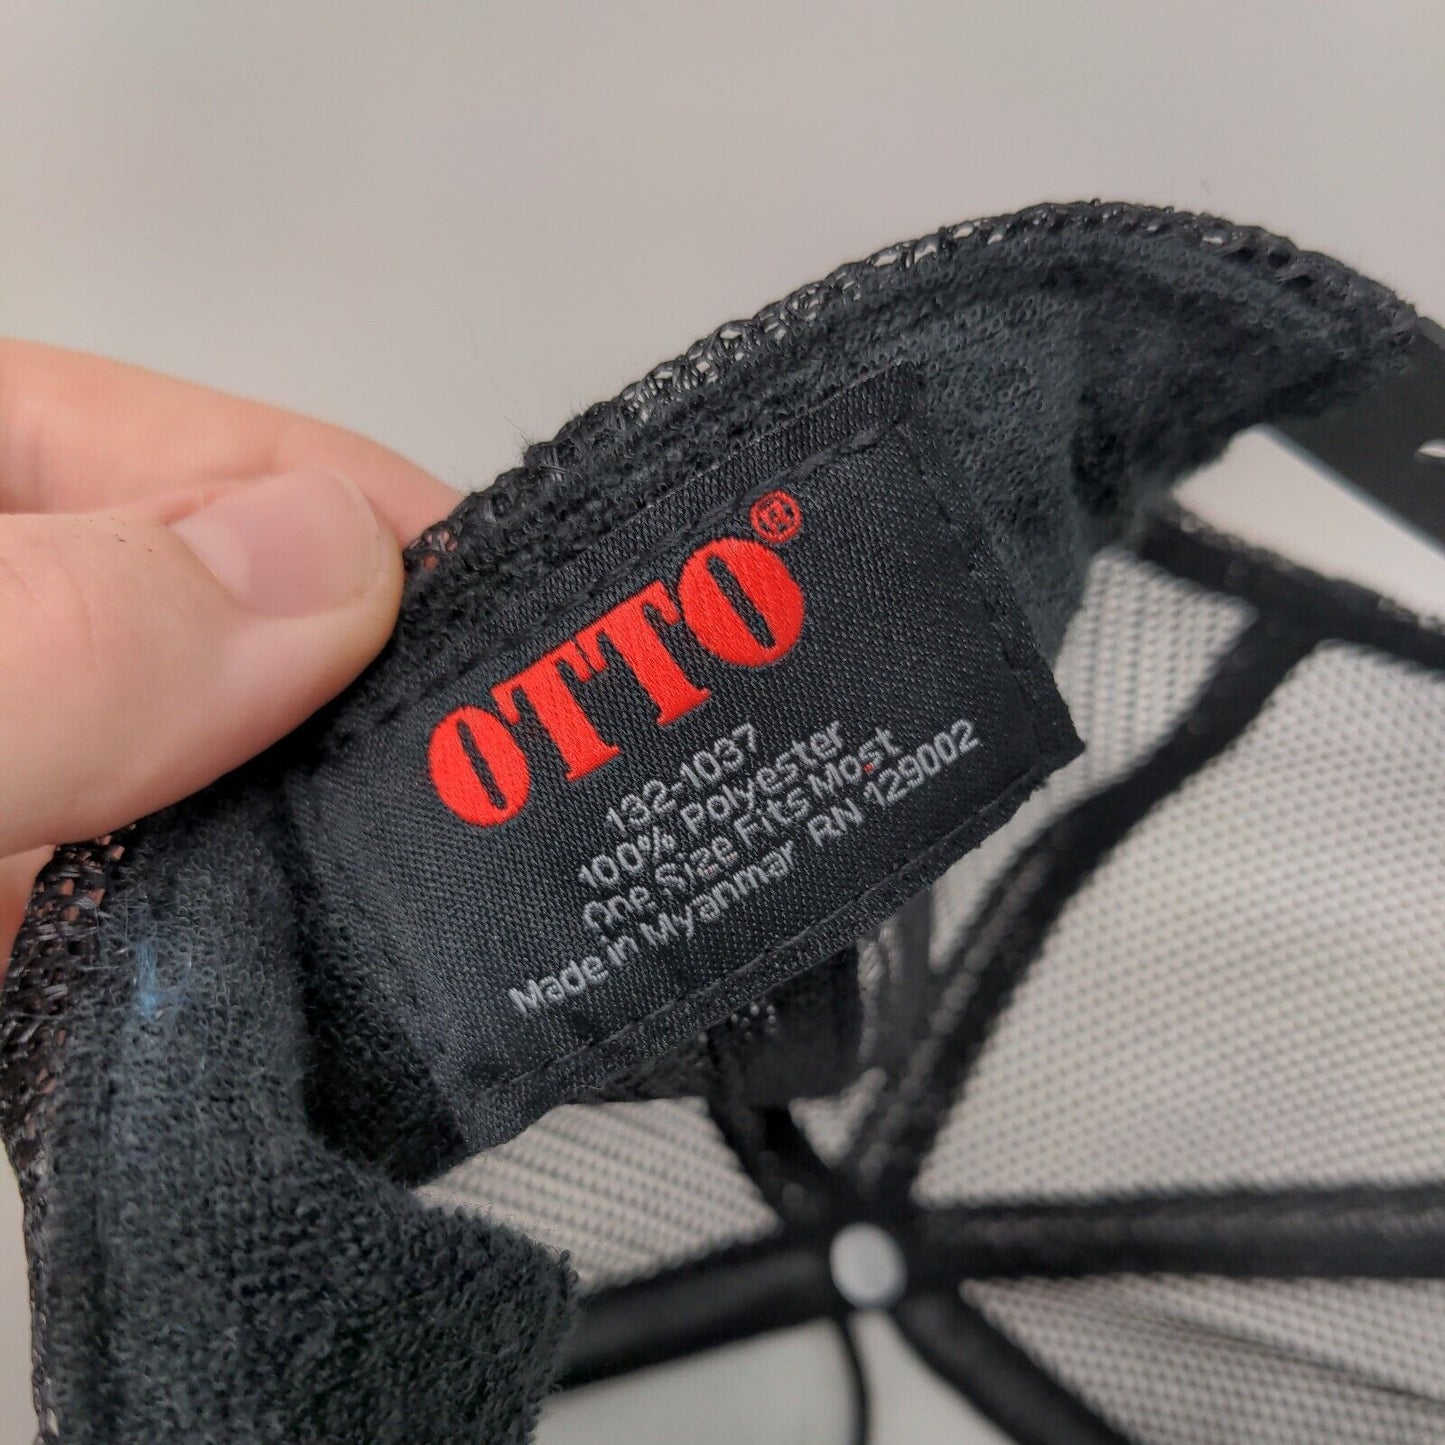 OTTO®
132-1037
100% Polyester
One Size Fits Most
Made in Myanmar RN 129002